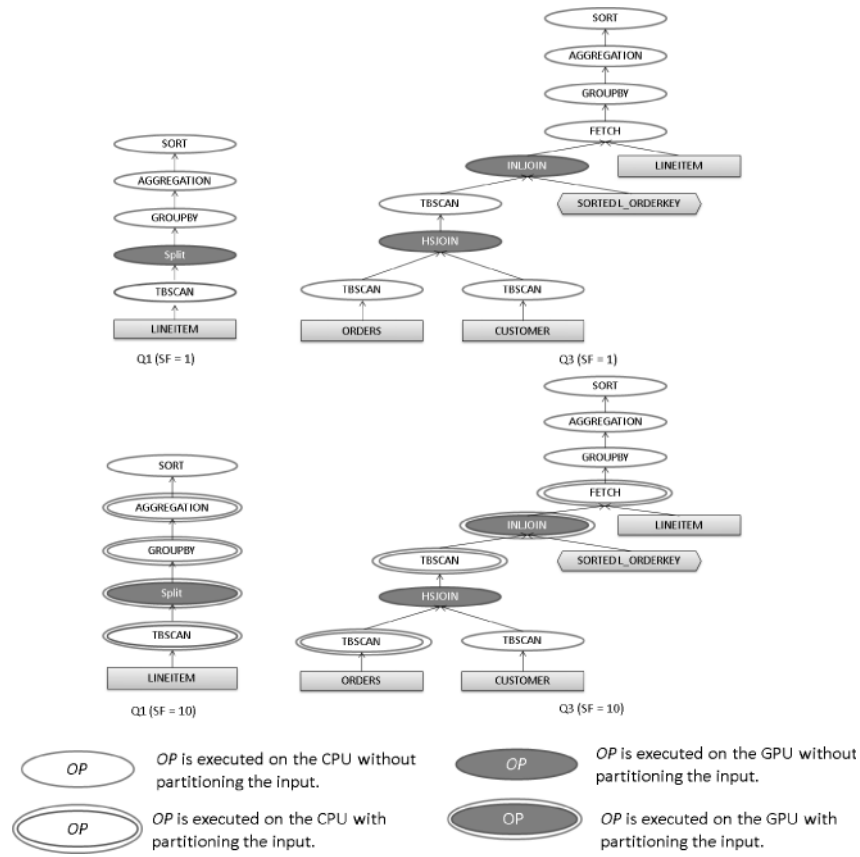 SORT
AGGREGATION
GROUPBY
FETCH
INLJOIN
LINEITEM
TBSCAN
SORTED L_ORDERKEY
HSJOIN
TBSCAN
TBSCAN
ORDERS
CUSTOMER
Q3 (SF = 1)
SORT
AGGREGATION
GROUPBY
Split
TBSCAN
LINEITEM
Q1 (SF = 1)
SORT
AGGREGATION
GROUPBY
FETCH
INLJOIN
LINEITEM
TBSCAN
SORTED L_ORDERKEY
HSJOIN
TBSCAN
TBSCAN
ORDERS
CUSTOMER
Q3 (SF = 10)
SORT
AGGREGATION
GROUPBY
Split
TBSCAN
LINEITEM
Q1 (SF = 10)
OP
OP is executed on the CPU without
partitioning the input.
OP
OP is executed on the GPU without
partitioning the input.
OP
OP is executed on the CPU with
partitioning the input.
OP
OP is executed on the GPU with
partitioning the input.